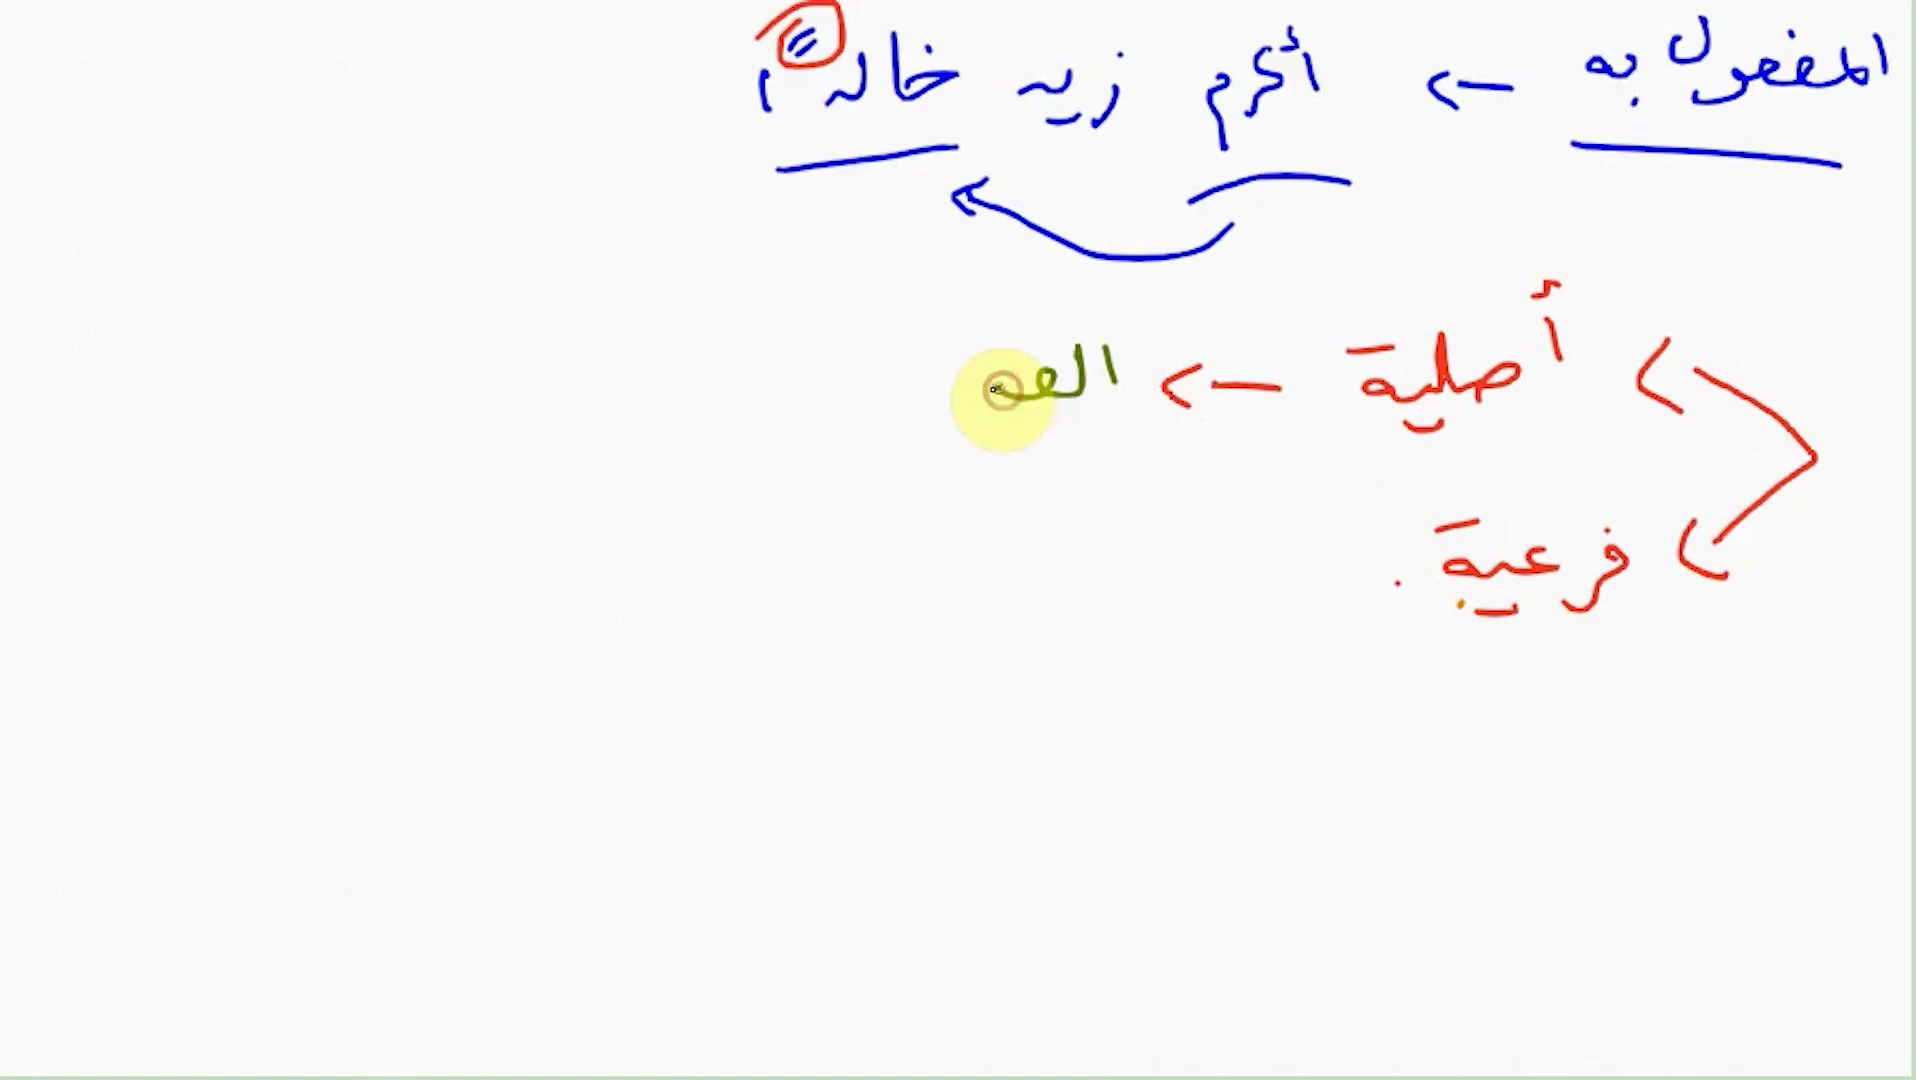 المفعول به ← أكرم زيد خالدًا
أصلية ← الف
فرعية .